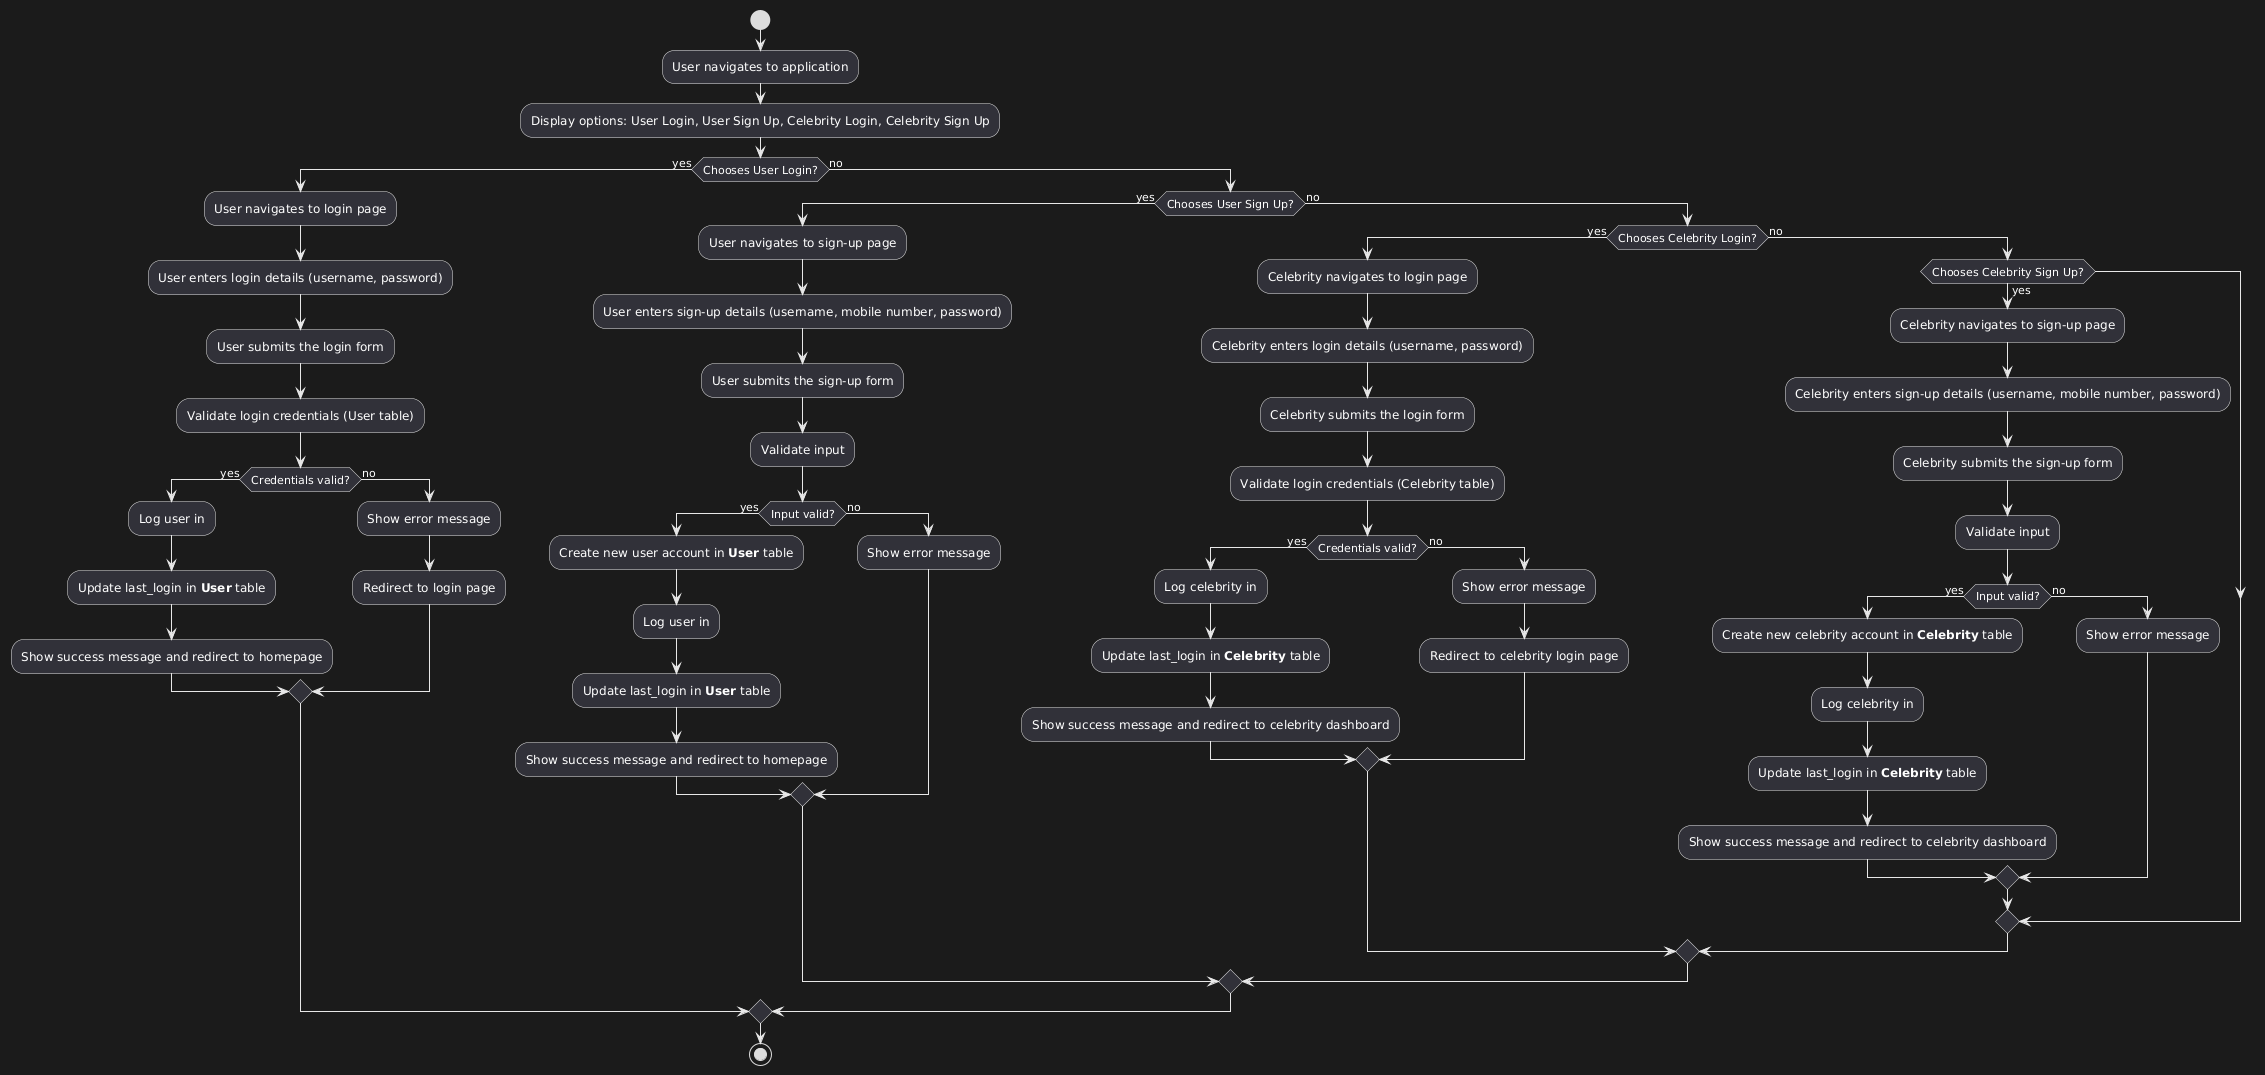 User navigates to application
Display options: User Login, User Sign Up, Celebrity Login, Celebrity Sign Up
yes
Chooses User Login?
no
User navigates to login page
User enters login details (username, password)
User submits the login form
Validate login credentials (User table)
yes
Credentials valid?
no
Log user in
Update last_login in User table
Show success message and redirect to homepage
Show error message
Redirect to login page
yes
Chooses User Sign Up?
no
User navigates to sign-up page
User enters sign-up details (username, mobile number, password)
User submits the sign-up form
Validate input
yes
Input valid?
no
Create new user account in User table
Log user in
Update last_login in User table
Show success message and redirect to homepage
Show error message
yes
Chooses Celebrity Login?
no
Celebrity navigates to login page
Celebrity enters login details (username, password)
Celebrity submits the login form
Validate login credentials (Celebrity table)
yes
Credentials valid?
no
Log celebrity in
Update last_login in Celebrity table
Show success message and redirect to celebrity dashboard
Show error message
Redirect to celebrity login page
Chooses Celebrity Sign Up?
yes
Celebrity navigates to sign-up page
Celebrity enters sign-up details (username, mobile number, password)
Celebrity submits the sign-up form
Validate input
yes
Input valid?
no
Create new celebrity account in Celebrity table
Log celebrity in
Update last_login in Celebrity table
Show success message and redirect to celebrity dashboard
Show error message